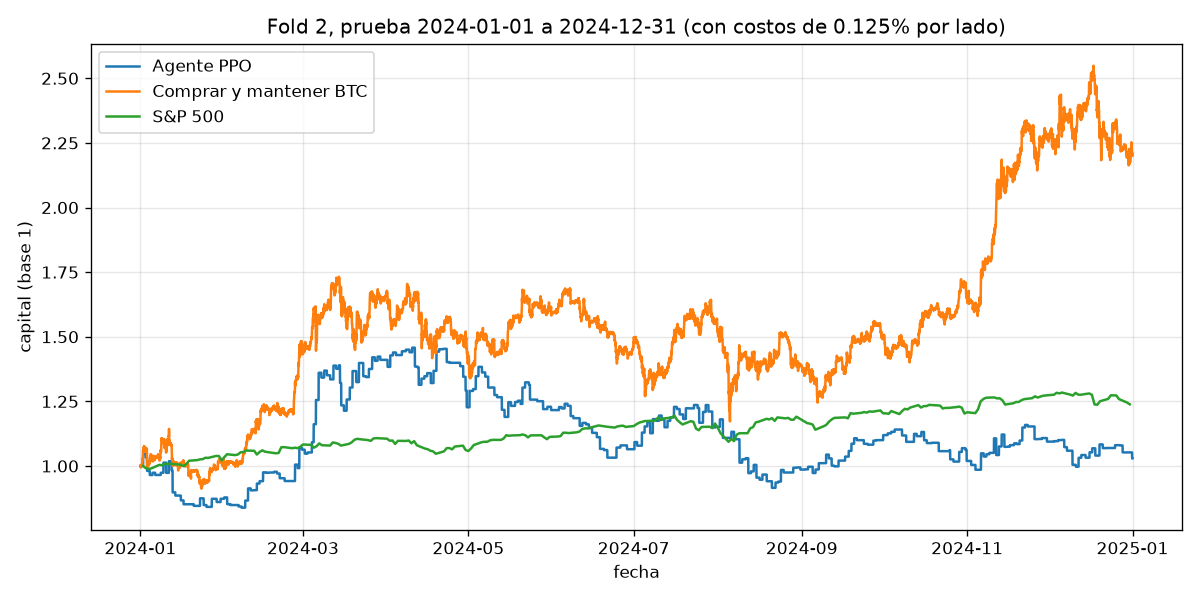 Fold 2, prueba 2024-01-01 a 2024-12-31 (con costos de 0.125% por lado)
Agente PPO
Comprar y mantener BTC
S&P 500
capital (base 1)
2.50
2.25
2.00
1.75
1.50
1.25
1.00
2024-01
2024-03
2024-05
2024-07
2024-09
2024-11
2025-01
fecha